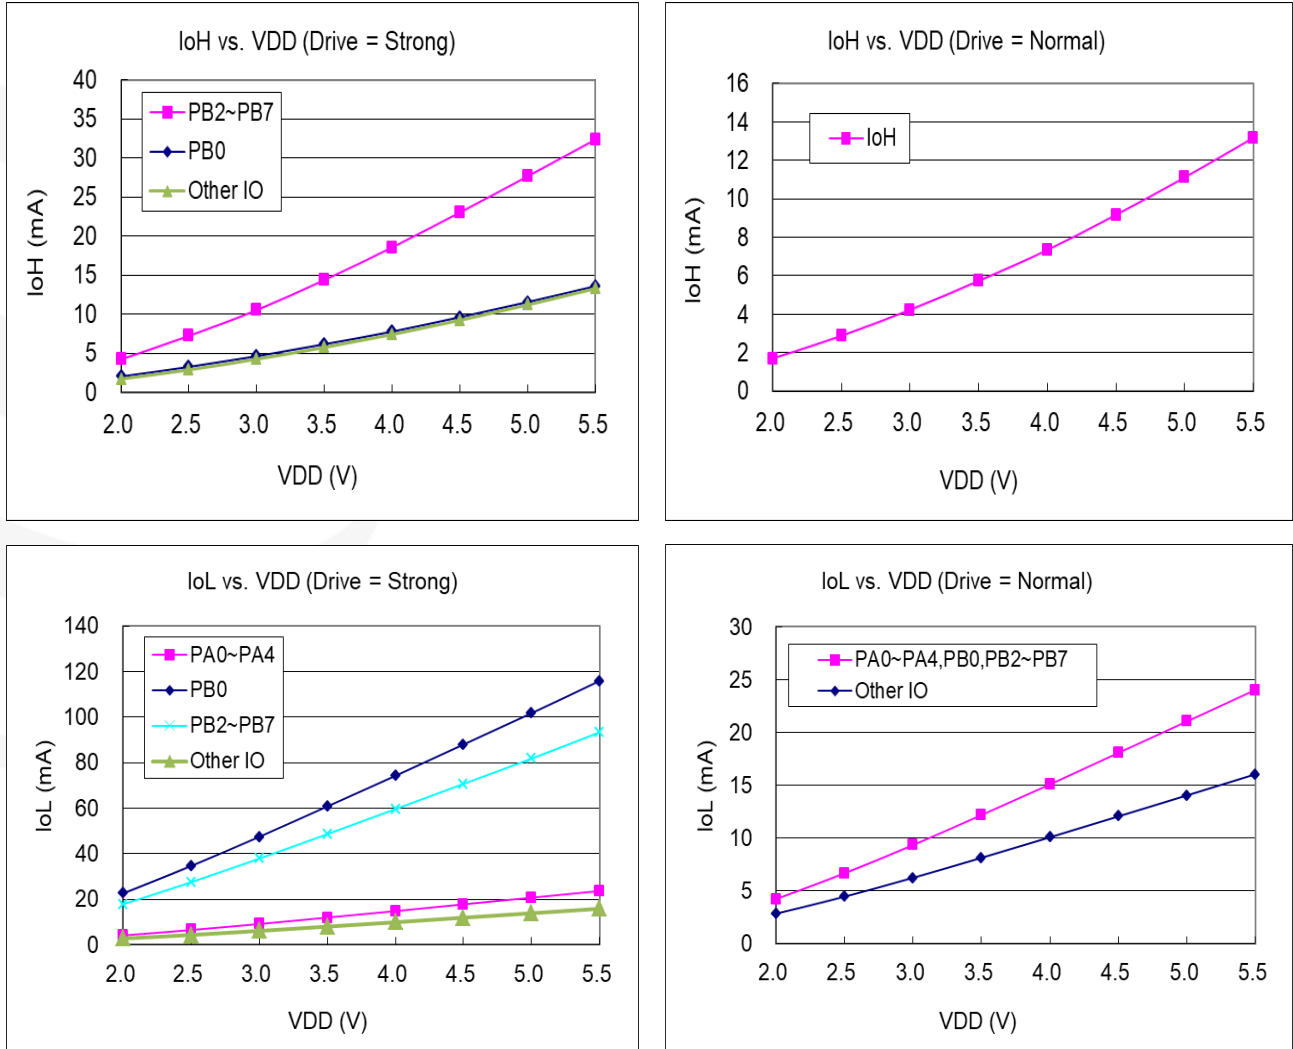 IoH vs. VDD (Drive = Strong)
40
35
30
25
20
15
10
5
0
IoH (mA)
PB2~PB7
PB0
Other IO
2.0 2.5 3.0 3.5 4.0 4.5 5.0 5.5
VDD (V)
IoH vs. VDD (Drive = Normal)
16
14
12
10
8
6
4
2
0
IoH (mA)
IoH
2.0 2.5 3.0 3.5 4.0 4.5 5.0 5.5
VDD (V)
IoL vs. VDD (Drive = Strong)
140
120
100
80
60
40
20
0
IoL (mA)
PA0~PA4
PB0
PB2~PB7
Other IO
2.0 2.5 3.0 3.5 4.0 4.5 5.0 5.5
VDD (V)
IoL vs. VDD (Drive = Normal)
30
25
20
15
10
5
0
IoL (mA)
PA0~PA4,PB0,PB2~PB7
Other IO
2.0 2.5 3.0 3.5 4.0 4.5 5.0 5.5
VDD (V)